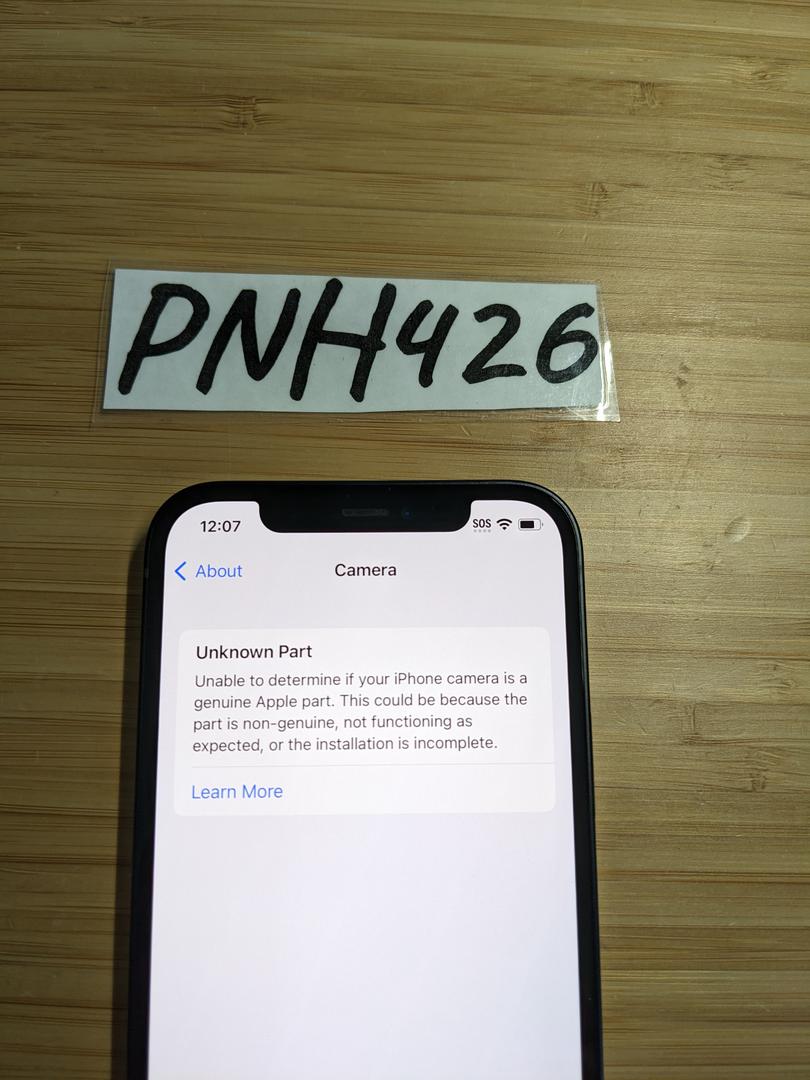 PNH426
12:07 SOS
About Camera
Unknown Part
Unable to determine if your iPhone camera is a
genuine Apple part. This could be because the
part is non-genuine, not functioning as
expected, or the installation is incomplete.
Learn More